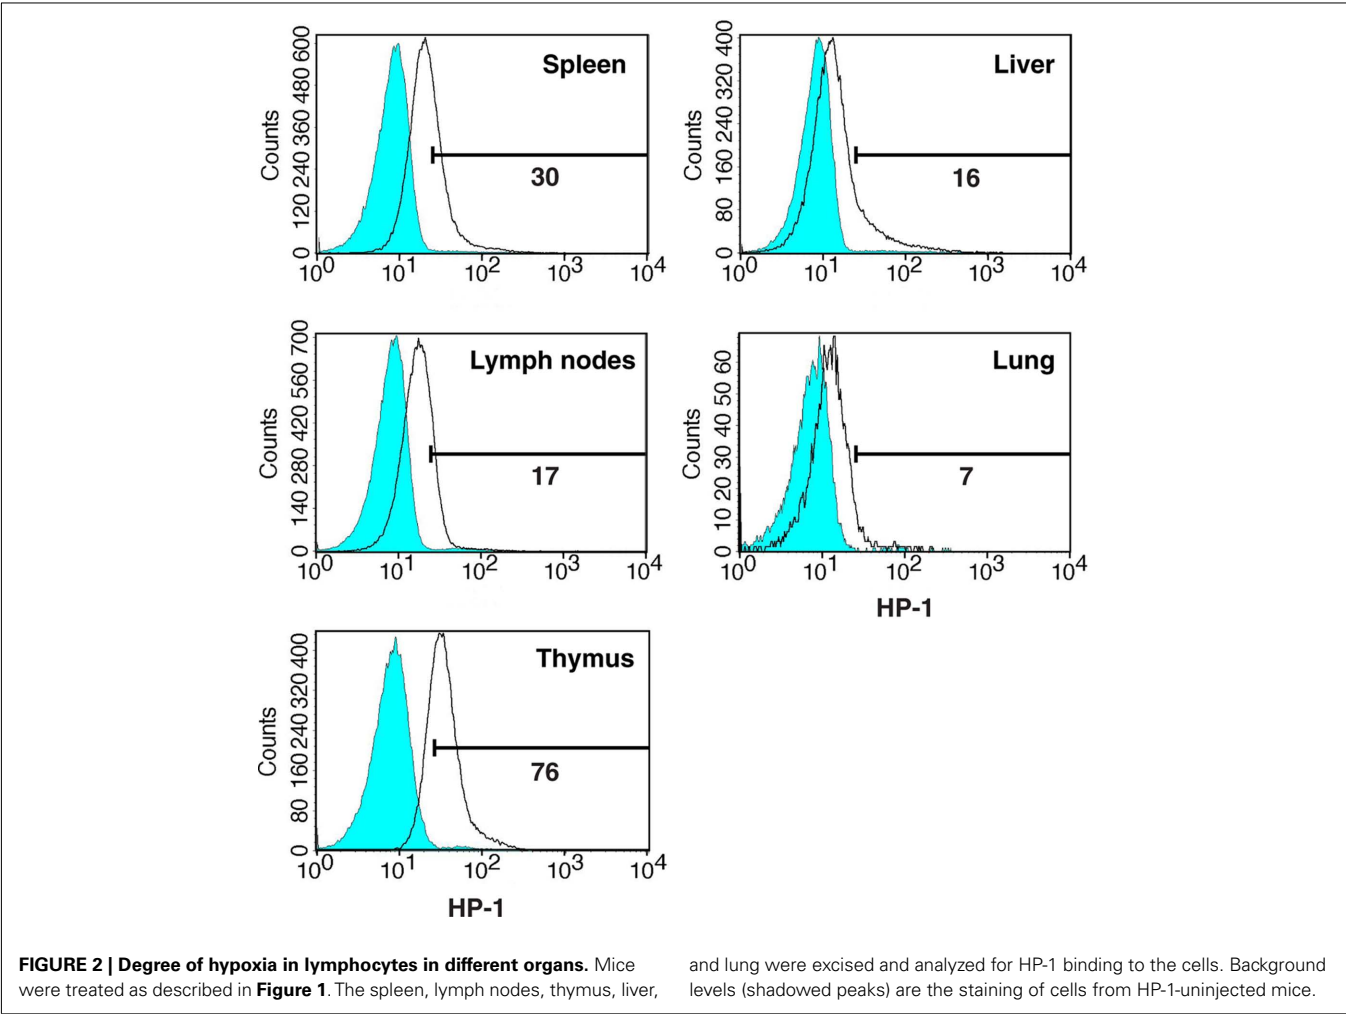 Spleen
Counts
0 120 240 360 480 600
30
10^0 10^1 10^2 10^3 10^4
Liver
Counts
0 80 160 240 320 400
16
10^0 10^1 10^2 10^3 10^4
Lymph nodes
Counts
0 140 280 420 560 700
17
10^0 10^1 10^2 10^3 10^4
Lung
Counts
0 10 20 30 40 50 60
7
10^0 10^1 10^2 10^3 10^4
HP-1
Thymus
Counts
0 80 160 240 320 400
76
10^0 10^1 10^2 10^3 10^4
HP-1
FIGURE 2 | Degree of hypoxia in lymphocytes in different organs. Mice
were treated as described in Figure 1. The spleen, lymph nodes, thymus, liver,
and lung were excised and analyzed for HP-1 binding to the cells. Background
levels (shadowed peaks) are the staining of cells from HP-1-uninjected mice.